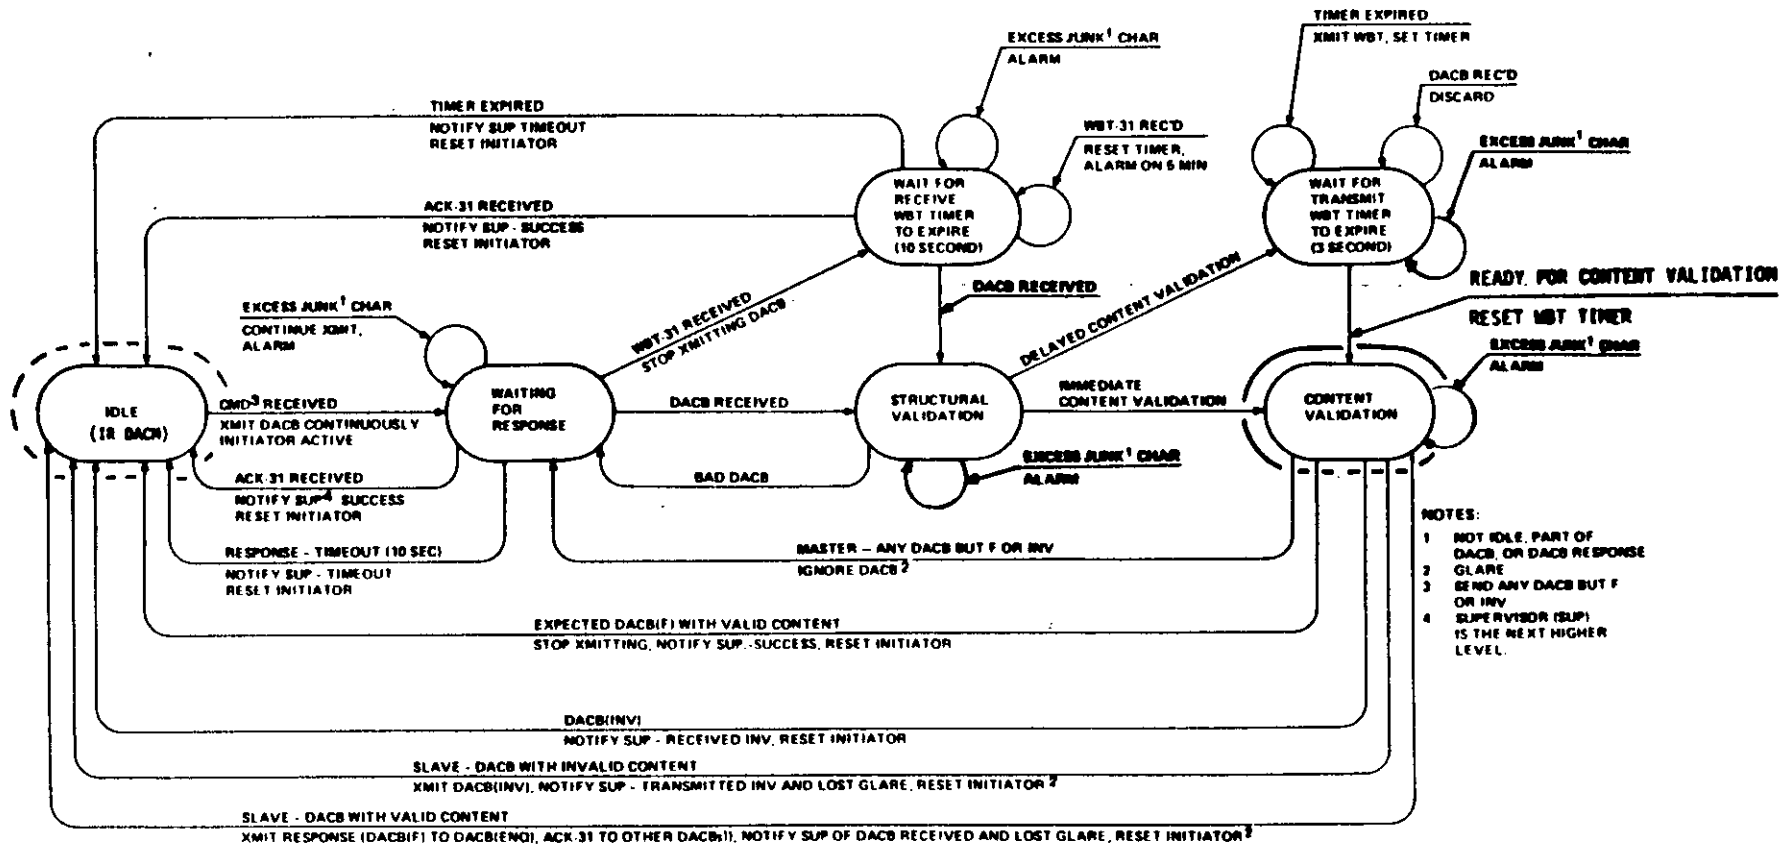 TIMER EXPIRED
XMIT WBT, SET TIMER
EXCESS JUNK¹ CHAR
ALARM
DACB REC'D
DISCARD
TIMER EXPIRED
NOTIFY SUP TIMEOUT
RESET INITIATOR
WBT-31 REC'D
RESET TIMER,
ALARM ON 5 MIN
EXCESS JUNK¹ CHAR
ALARM
WAIT FOR
RECEIVE
WBT TIMER
TO EXPIRE
(10 SECOND)
WAIT FOR
TRANSMIT
WBT TIMER
TO EXPIRE
(3 SECOND)
ACK-31 RECEIVED
NOTIFY SUP - SUCCESS
RESET INITIATOR
WBT-31 RECEIVED
STOP XMITTING DACB
DACB RECEIVED
DELAYED CONTENT VALIDATION
READY FOR CONTENT VALIDATION
RESET WBT TIMER
EXCESS JUNK¹ CHAR
CONTINUE XMIT,
ALARM
EXCESS JUNK¹ CHAR
ALARM
IDLE
(IR DACM)
CMD³ RECEIVED
XMIT DACB CONTINUOUSLY
INITIATOR ACTIVE
WAITING
FOR
RESPONSE
DACB RECEIVED
STRUCTURAL
VALIDATION
IMMEDIATE
CONTENT VALIDATION
CONTENT
VALIDATION
ACK-31 RECEIVED
NOTIFY SUP⁴ SUCCESS
RESET INITIATOR
BAD DACB
EXCESS JUNK¹ CHAR
ALARM
RESPONSE - TIMEOUT (10 SEC)
NOTIFY SUP - TIMEOUT
RESET INITIATOR
MASTER — ANY DACB BUT F OR INV
IGNORE DACB²
NOTES:
1 NOT IDLE, PART OF
DACB, OR DACB RESPONSE
2 GLARE
3 SEND ANY DACB BUT F
OR INV
4 SUPERVISOR (SUP)
IS THE NEXT HIGHER
LEVEL.
EXPECTED DACB(F) WITH VALID CONTENT
STOP XMITTING, NOTIFY SUP.-SUCCESS, RESET INITIATOR
DACB(INV)
NOTIFY SUP - RECEIVED INV, RESET INITIATOR
SLAVE - DACB WITH INVALID CONTENT
XMIT DACB(INV), NOTIFY SUP - TRANSMITTED INV AND LOST GLARE, RESET INITIATOR²
SLAVE - DACB WITH VALID CONTENT
XMIT RESPONSE (DACB(F) TO DACB(ENQ), ACK-31 TO OTHER DACBs)), NOTIFY SUP OF DACB RECEIVED AND LOST GLARE, RESET INITIATOR²